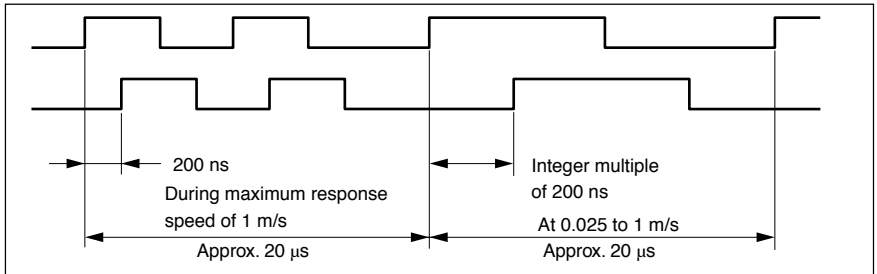 200 ns
During maximum response
speed of 1 m/s
Approx. 20 μs
Integer multiple
of 200 ns
At 0.025 to 1 m/s
Approx. 20 μs